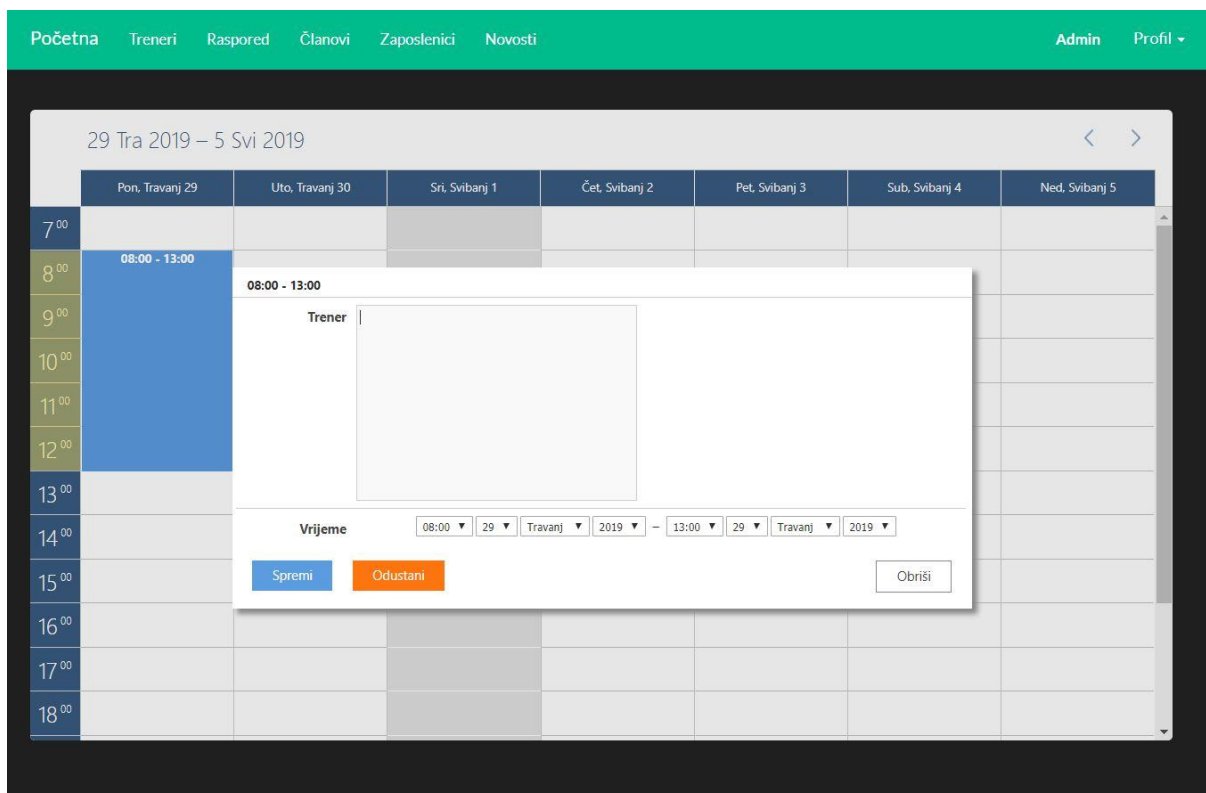 Početna Treneri Raspored Članovi Zaposlenici Novosti Admin Profil
29 Tra 2019 – 5 Svi 2019
Pon, Travanj 29 Uto, Travanj 30 Sri, Svibanj 1 Čet, Svibanj 2 Pet, Svibanj 3 Sub, Svibanj 4 Ned, Svibanj 5
7 00
8 00 08:00 - 13:00
08:00 - 13:00
9 00 Trener
10 00
11 00
12 00
13 00
14 00 Vrijeme 08:00 29 Travanj 2019 – 13:00 29 Travanj 2019
15 00 Spremi Odustani Obriši
16 00
17 00
18 00